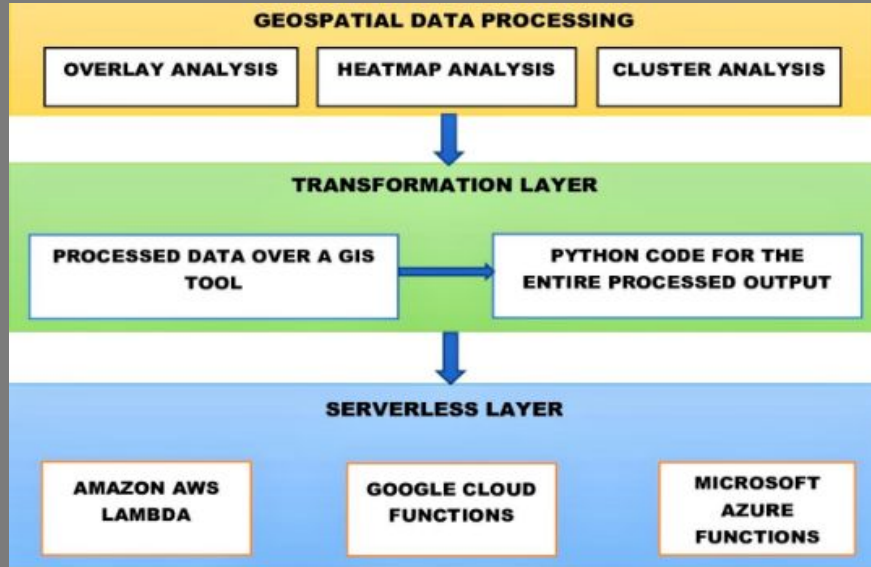 GEOSPATIAL DATA PROCESSING
OVERLAY ANALYSIS
HEATMAP ANALYSIS
CLUSTER ANALYSIS
TRANSFORMATION LAYER
PROCESSED DATA OVER A GIS
TOOL
PYTHON CODE FOR THE
ENTIRE PROCESSED OUTPUT
SERVERLESS LAYER
AMAZON AWS
LAMBDA
GOOGLE CLOUD
FUNCTIONS
MICROSOFT
AZURE
FUNCTIONS